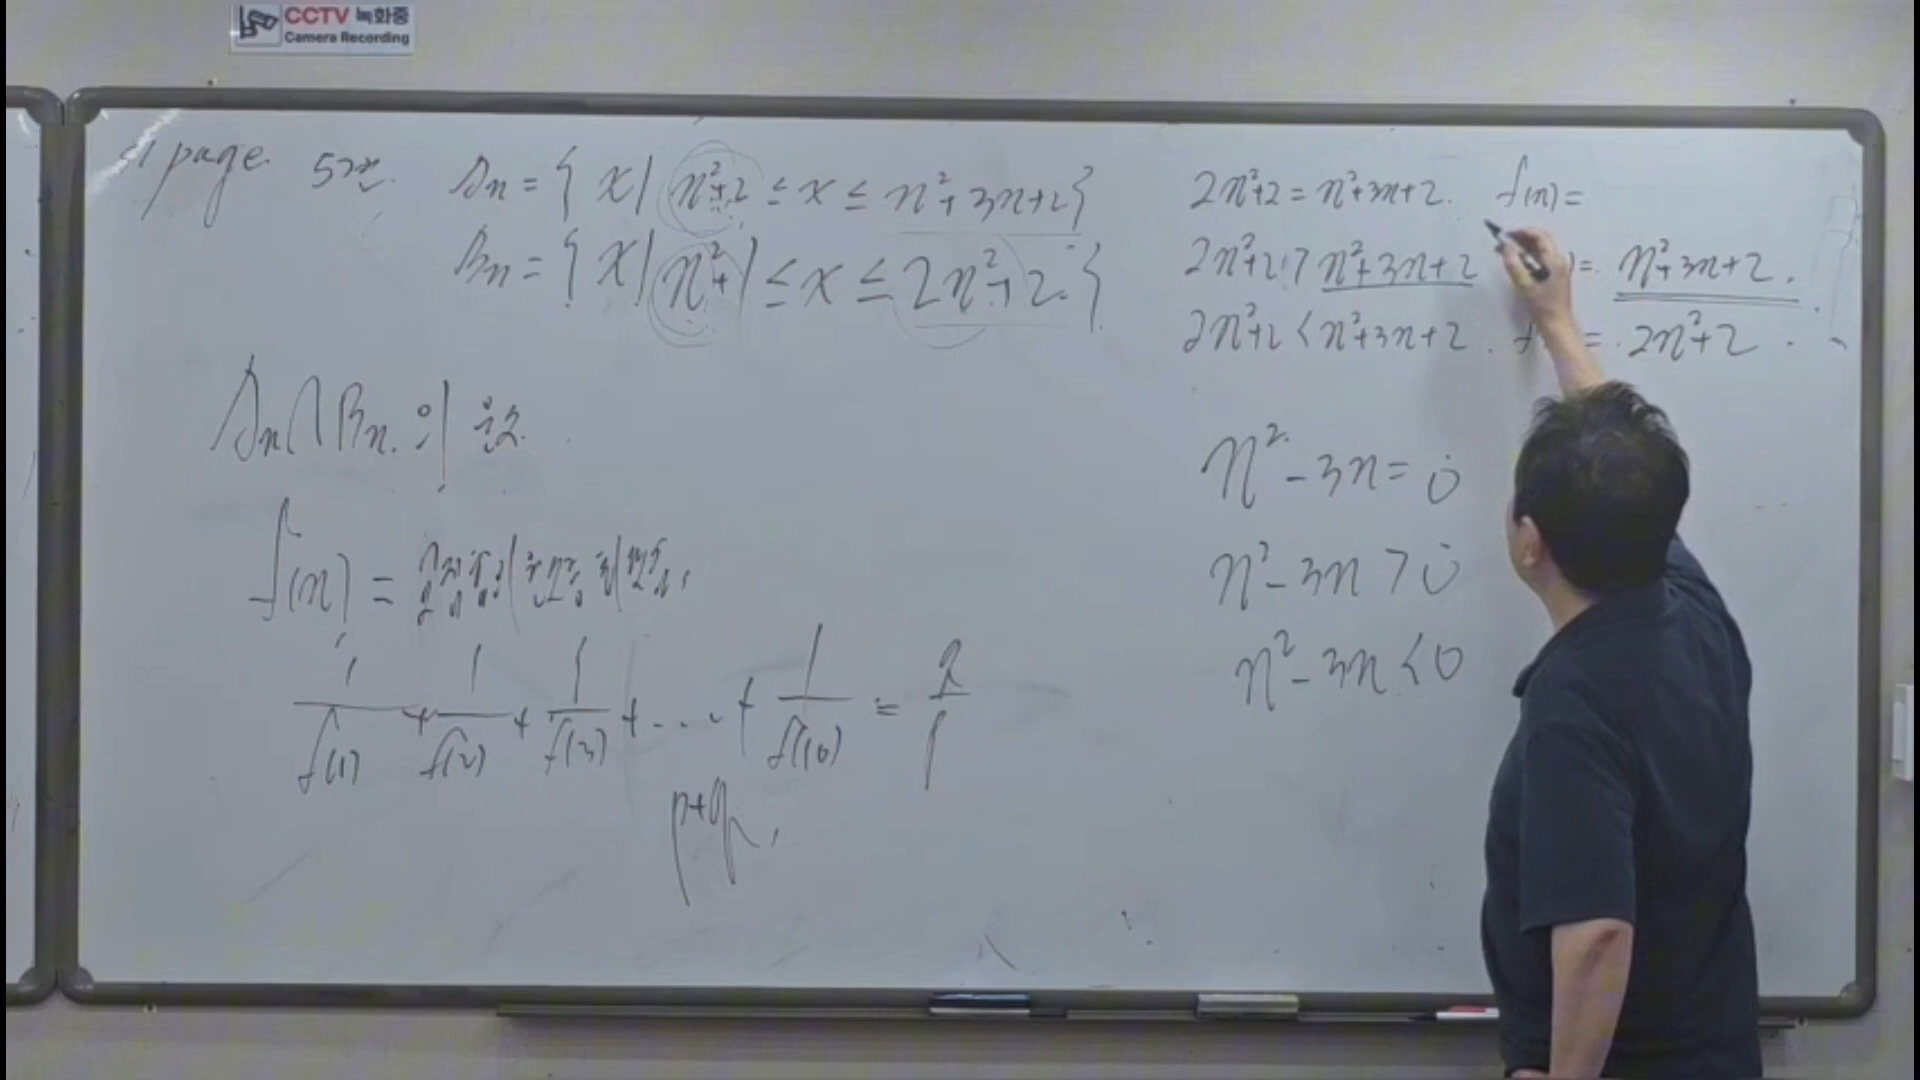 CCTV 녹화중
Camera Recording
1 page 5번. An = { x | n²+2 ≤ x ≤ n²+3n+2 }
Bn = { x | n²+1 ≤ x ≤ 2n²+2 }
An∩Bn. 의 원소
f(n) =
1/f(1) + 1/f(2) + 1/f(3) + ... + 1/f(10) = q/p
p+q,
2n²+2 = n²+3n+2. f(n) =
2n²+2 > n²+3n+2 = n²+3n+2.
2n²+2 < n²+3n+2. f = 2n²+2.
n² - 3n = 0
n² - 3n > 0
n² - 3n < 0